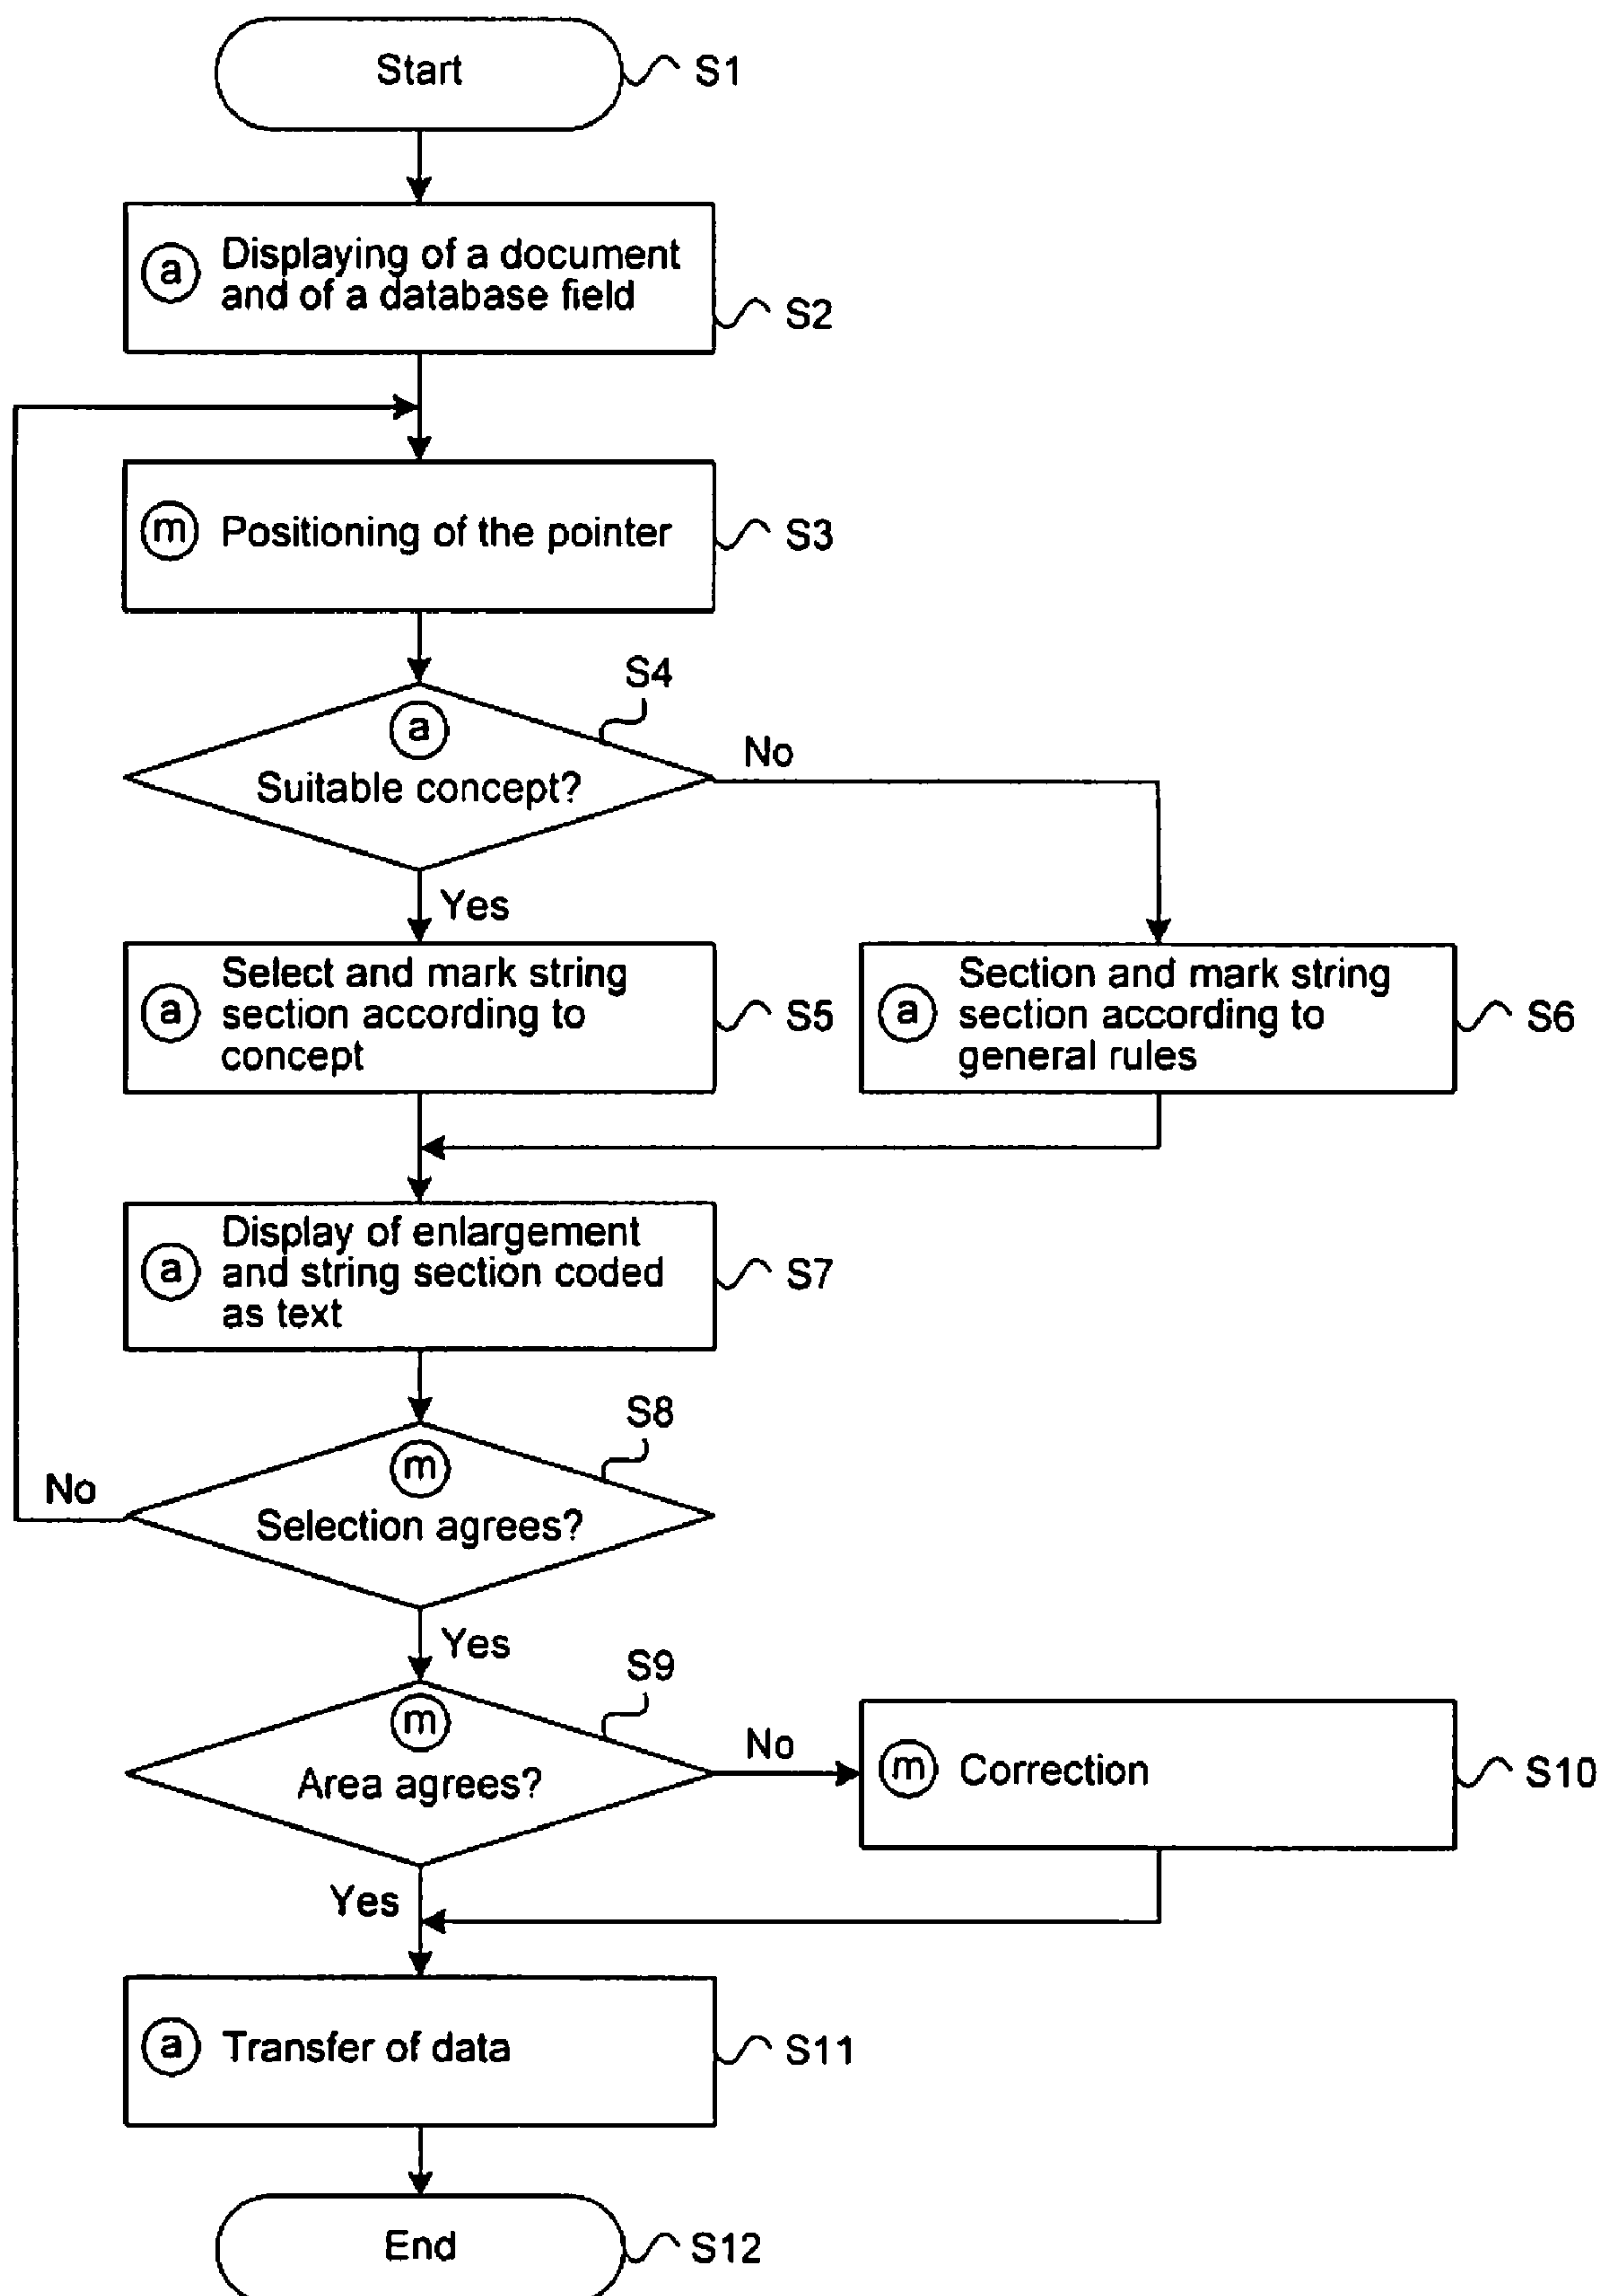 Start
S1
a
Displaying of a document
and of a database field
S2
m
Positioning of the pointer
S3
S4
a
Suitable concept?
No
Yes
a
Select and mark string
section according to
concept
S5
a
Section and mark string
section according to
general rules
S6
a
Display of enlargement
and string section coded
as text
S7
S8
m
Selection agrees?
No
Yes
S9
m
Area agrees?
No
m
Correction
S10
Yes
a
Transfer of data
S11
End
S12